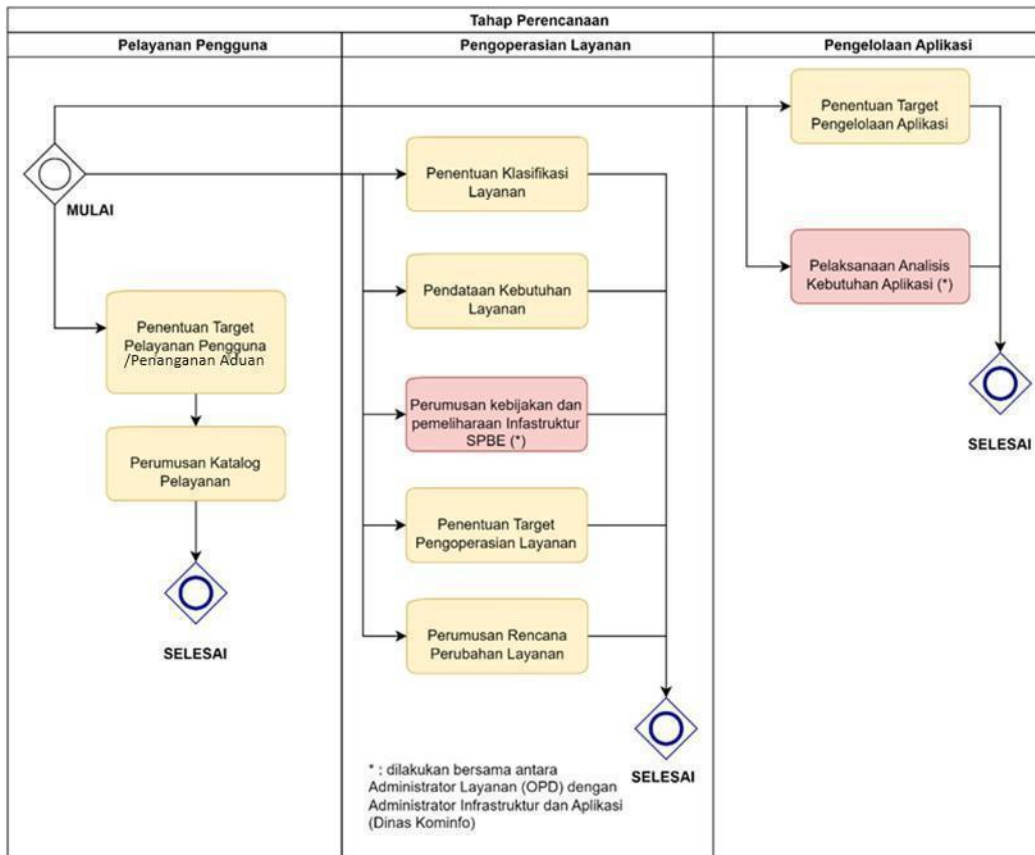 Tahap Perencanaan
Pelayanan Pengguna
Pengoperasian Layanan
Pengelolaan Aplikasi
MULAI
Penentuan Target
Pelayanan Pengguna
/Penanganan Aduan
Perumusan Katalog
Pelayanan
SELESAI
Penentuan Klasifikasi
Layanan
Pendataan Kebutuhan
Layanan
Perumusan kebijakan dan
pemeliharaan Infastruktur
SPBE (*)
Penentuan Target
Pengoperasian Layanan
Perumusan Rencana
Perubahan Layanan
SELESAI
* : dilakukan bersama antara
Administrator Layanan (OPD) dengan
Administrator Infrastruktur dan Aplikasi
(Dinas Kominfo)
Penentuan Target
Pengelolaan Aplikasi
Pelaksanaan Analisis
Kebutuhan Aplikasi (*)
SELESAI